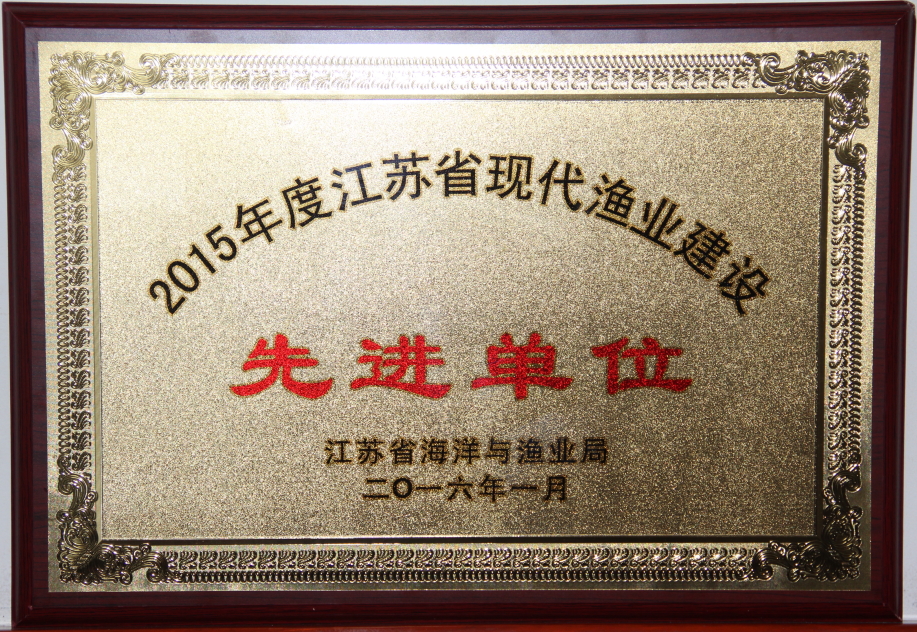 2015年度江苏省现代渔业建设
先进单位
江苏省海洋与渔业局
二O一六年一月